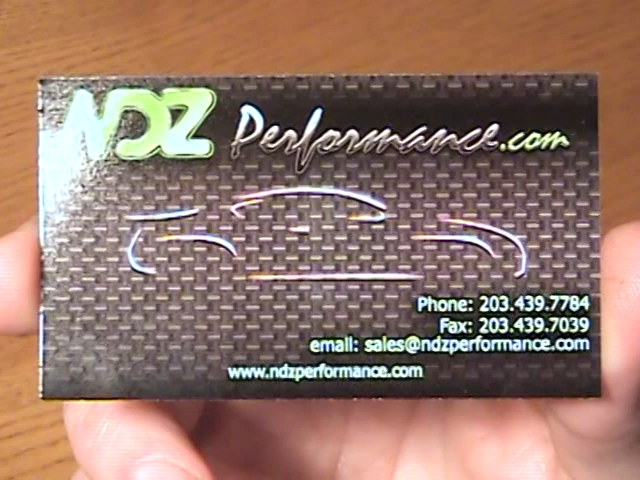 NDZ Performance.com
Phone: 203.439.7784
Fax: 203.439.7039
email: sales@ndzperformance.com
www.ndzperformance.com